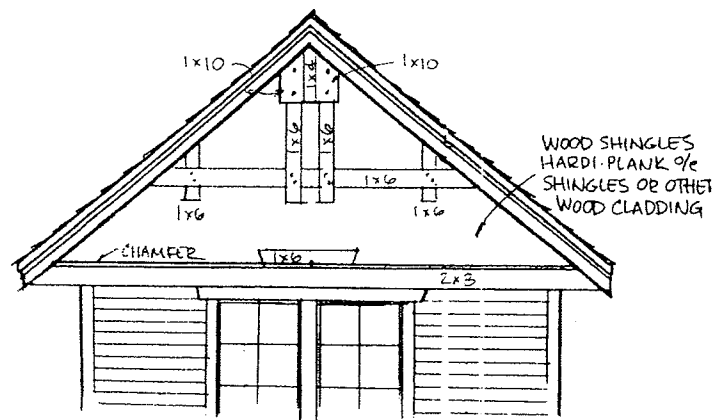 1x10
1x4
1x10
1x6
1x6
1x6
1x6
1x6
WOOD SHINGLES
HARDI·PLANK o/e
SHINGLES OR OTHER
WOOD CLADDING
CHAMFER
1x6
2x3